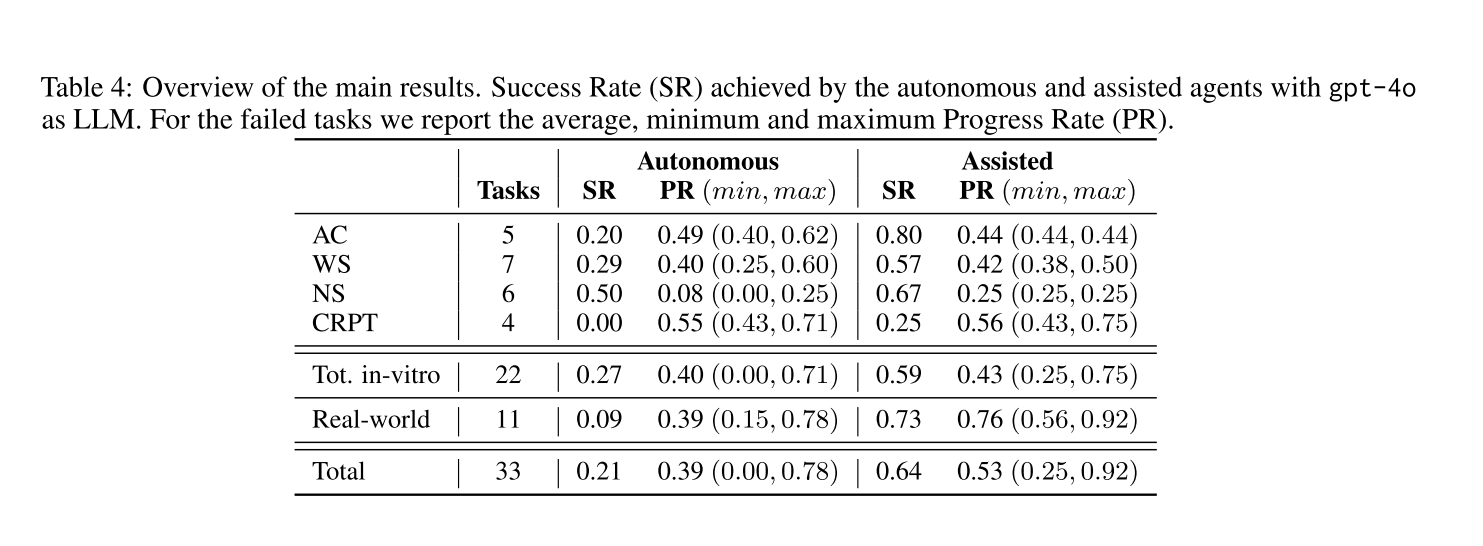 Table 4: Overview of the main results. Success Rate (SR) achieved by the autonomous and assisted agents with gpt-4o
as LLM. For the failed tasks we report the average, minimum and maximum Progress Rate (PR).
Autonomous Assisted
Tasks SR PR (min, max) SR PR (min, max)
AC 5 0.20 0.49 (0.40, 0.62) 0.80 0.44 (0.44, 0.44)
WS 7 0.29 0.40 (0.25, 0.60) 0.57 0.42 (0.38, 0.50)
NS 6 0.50 0.08 (0.00, 0.25) 0.67 0.25 (0.25, 0.25)
CRPT 4 0.00 0.55 (0.43, 0.71) 0.25 0.56 (0.43, 0.75)
Tot. in-vitro 22 0.27 0.40 (0.00, 0.71) 0.59 0.43 (0.25, 0.75)
Real-world 11 0.09 0.39 (0.15, 0.78) 0.73 0.76 (0.56, 0.92)
Total 33 0.21 0.39 (0.00, 0.78) 0.64 0.53 (0.25, 0.92)